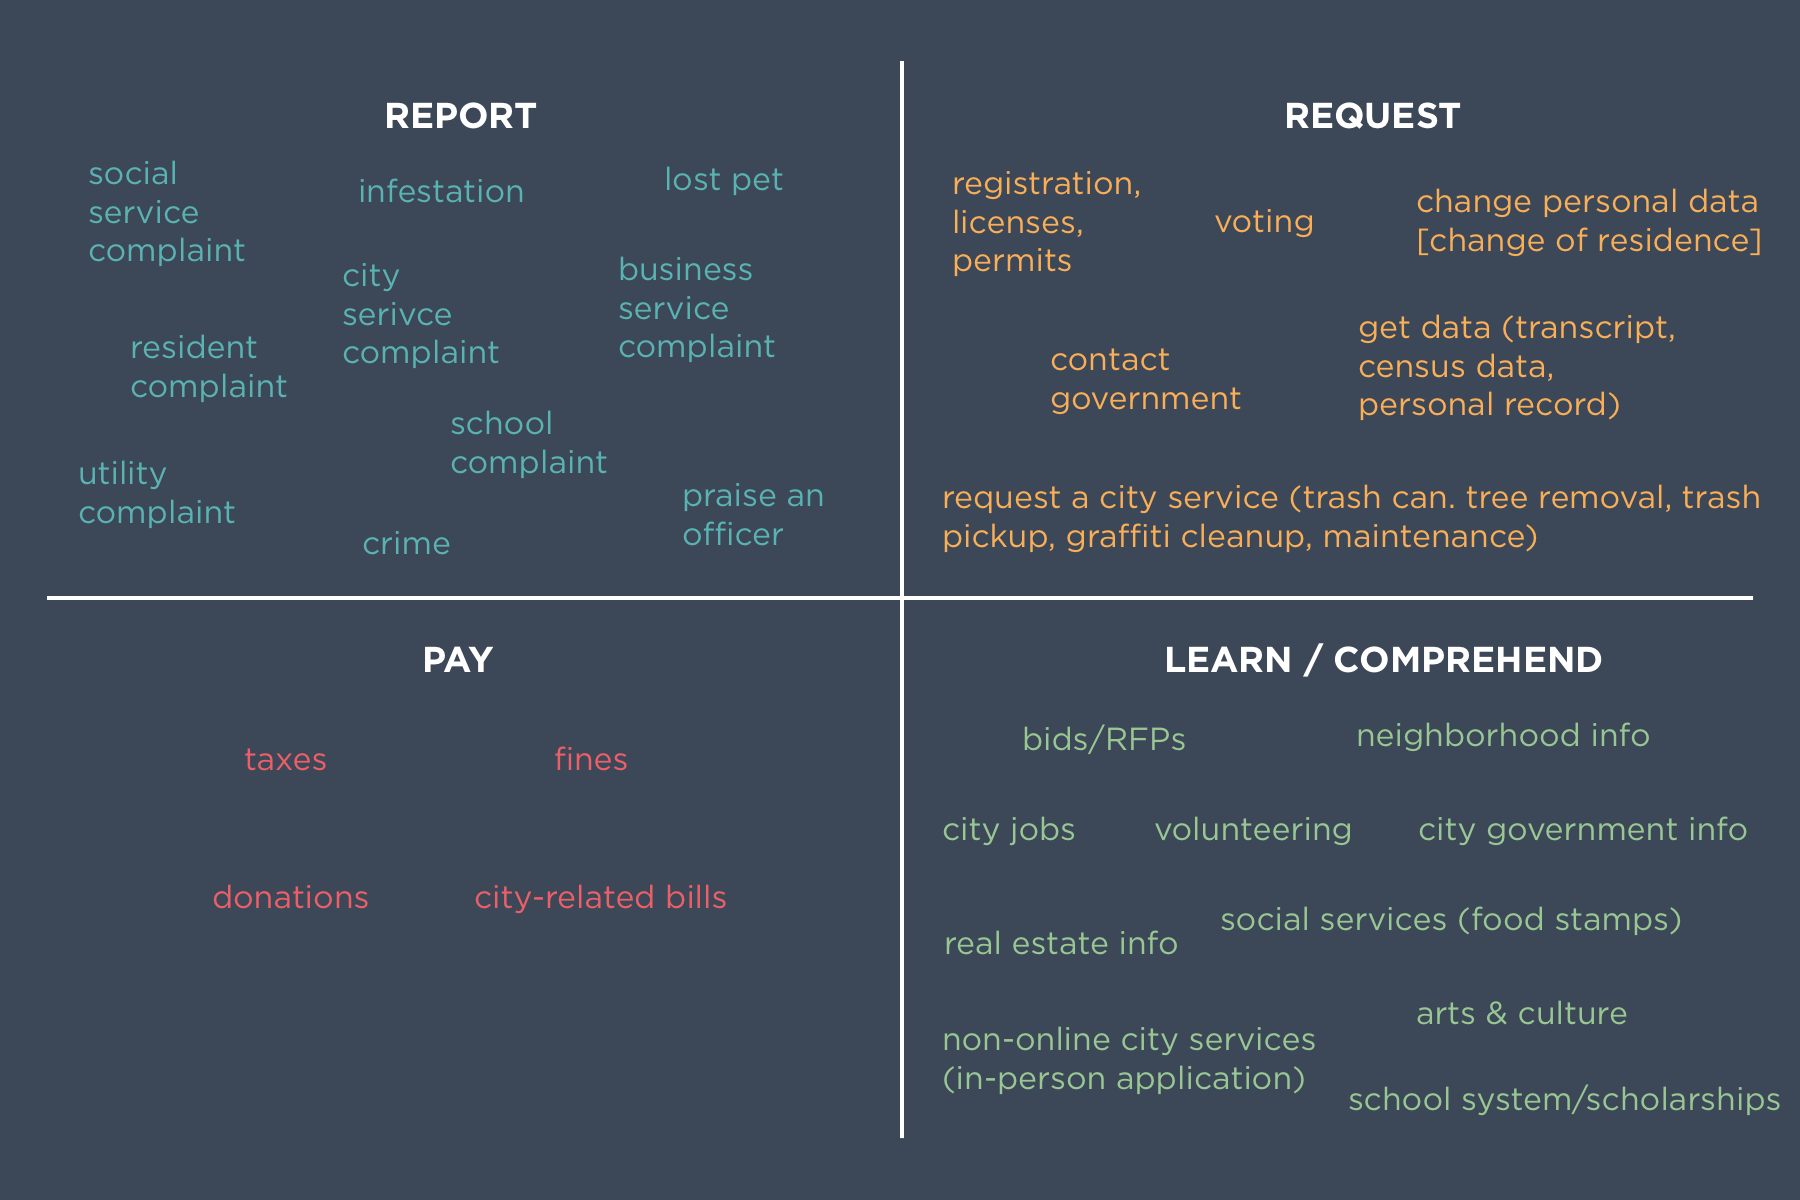 REPORT
social
service
complaint
infestation
lost pet
city
serivce
complaint
business
service
complaint
resident
complaint
school
complaint
utility
complaint
crime
praise an
officer
REQUEST
registration,
licenses,
permits
voting
change personal data
[change of residence]
contact
government
get data (transcript,
census data,
personal record)
request a city service (trash can. tree removal, trash
pickup, graffiti cleanup, maintenance)
PAY
taxes
fines
donations
city-related bills
LEARN / COMPREHEND
bids/RFPs
neighborhood info
city jobs
volunteering
city government info
real estate info
social services (food stamps)
non-online city services
(in-person application)
arts & culture
school system/scholarships